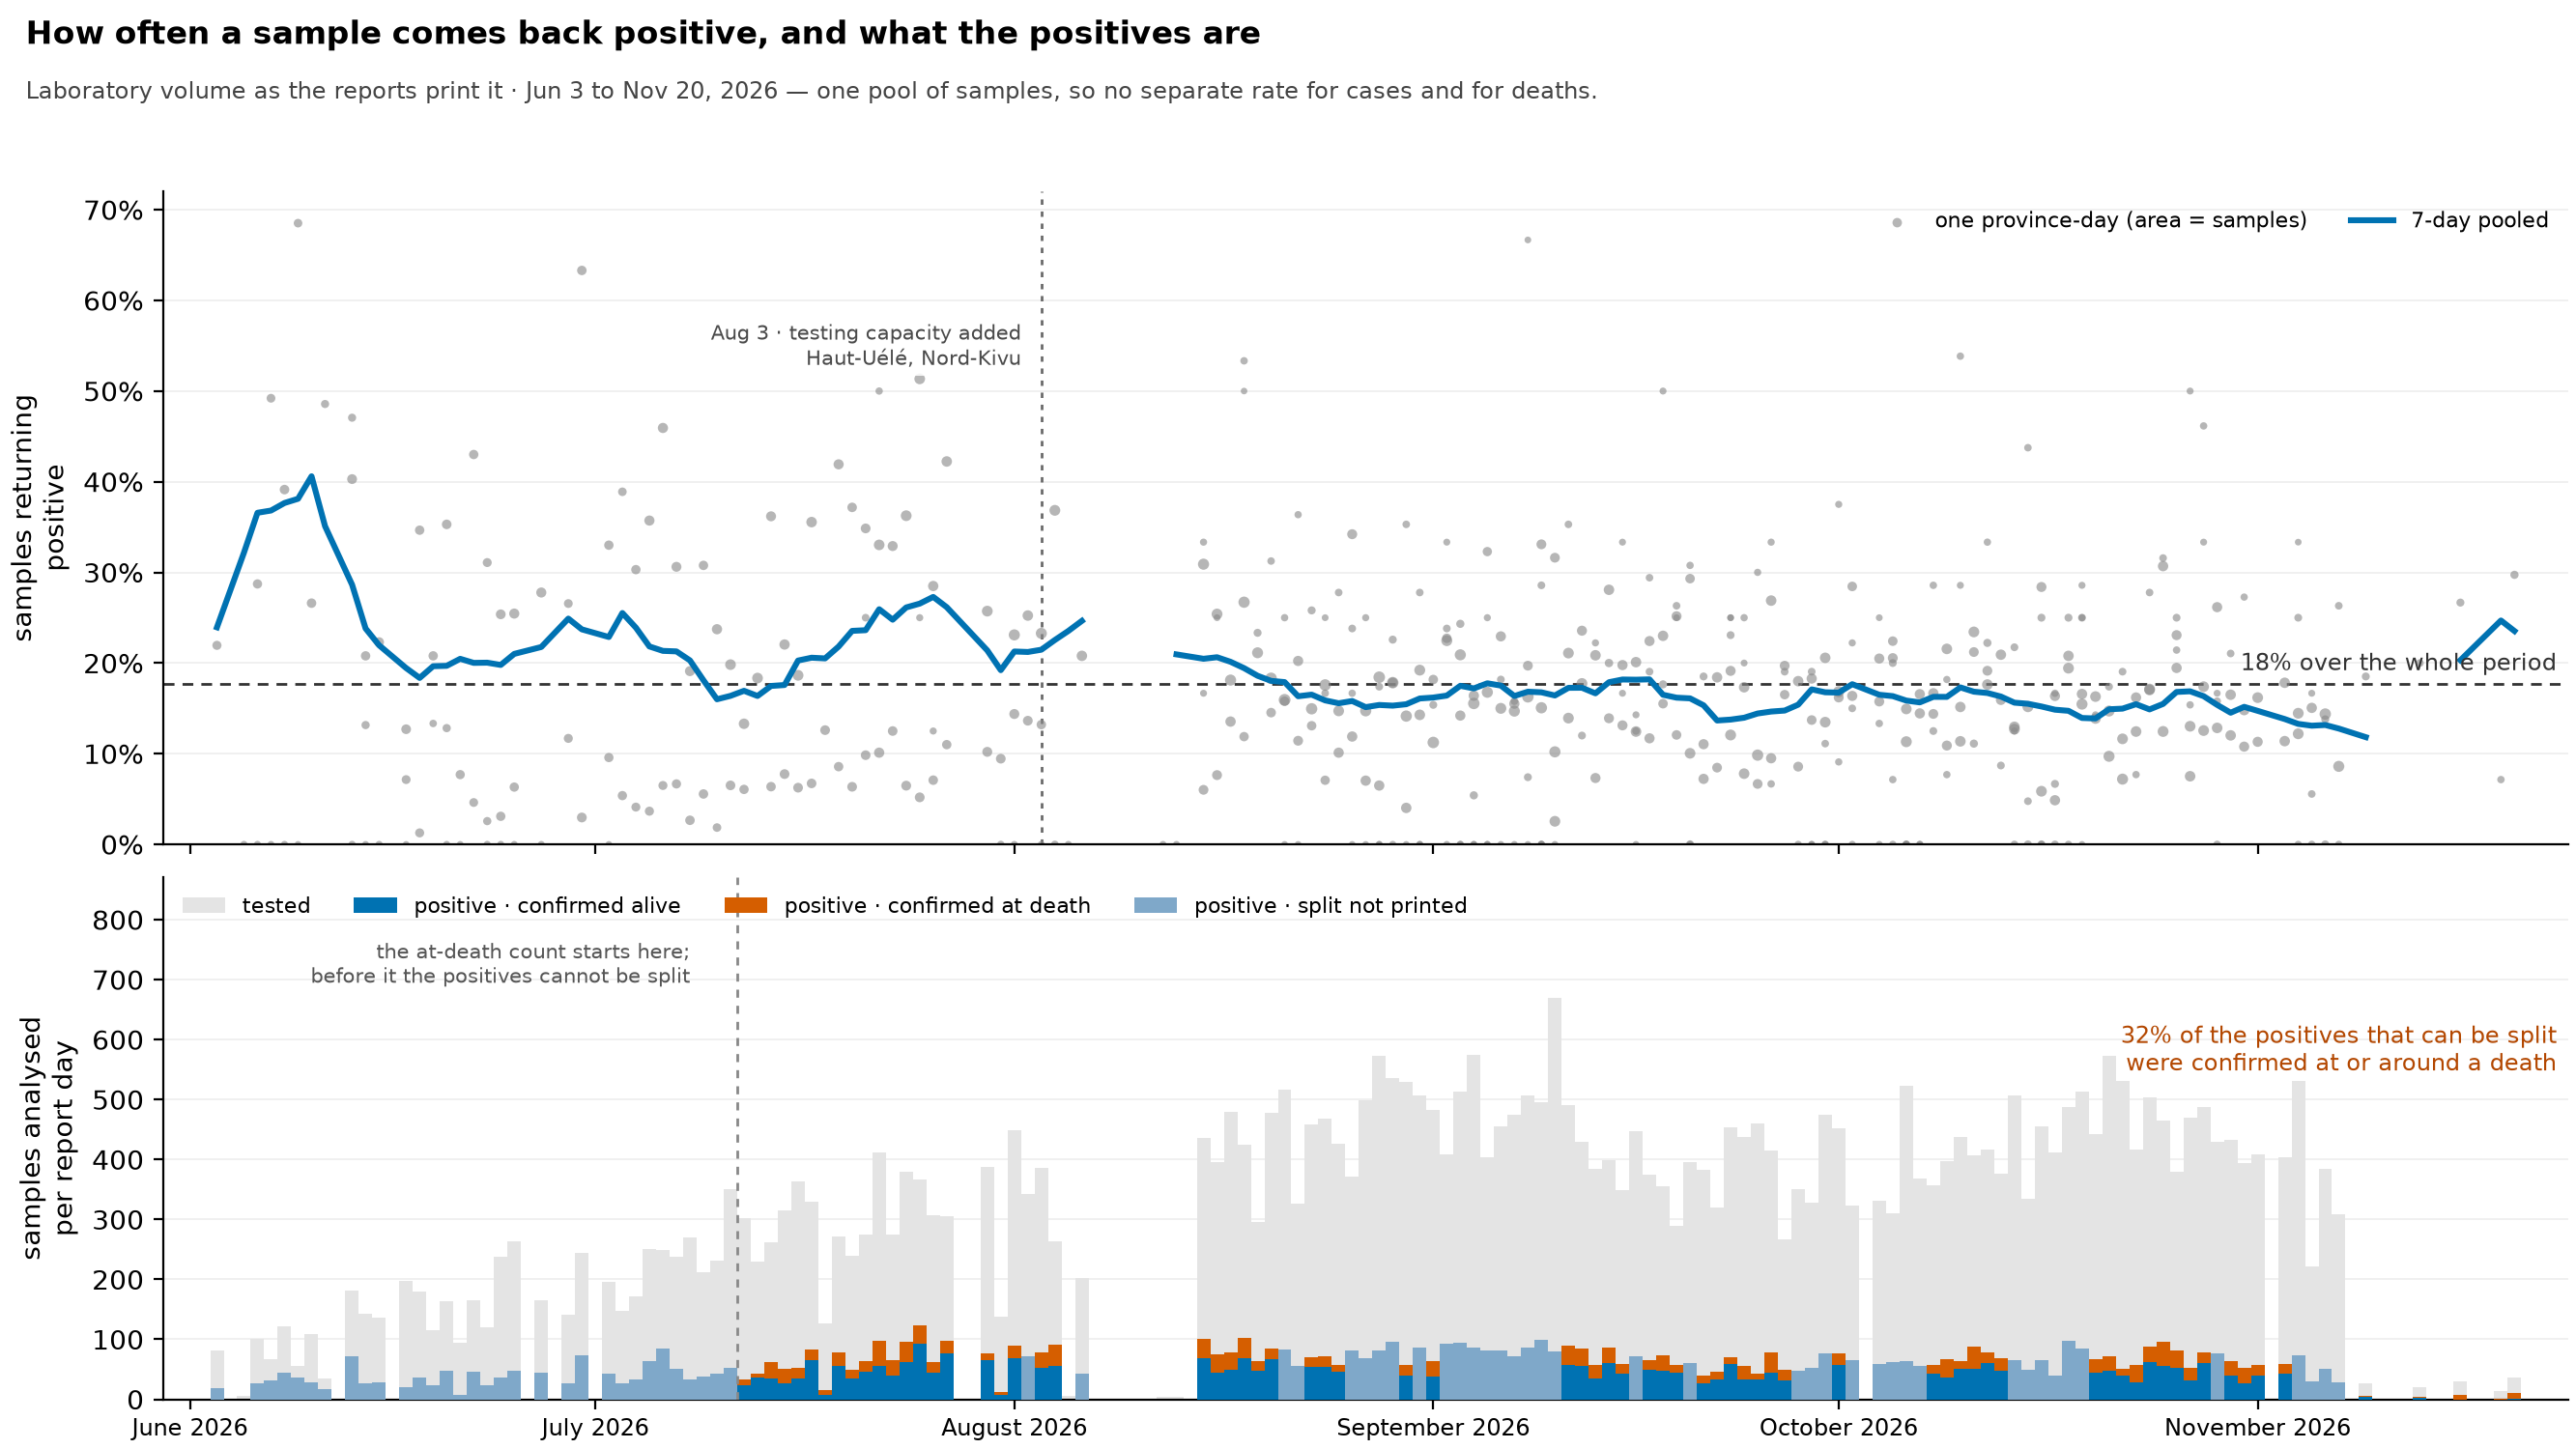 How often a sample comes back positive, and what the positives are
Laboratory volume as the reports print it · Jun 3 to Nov 20, 2026 — one pool of samples, so no separate rate for cases and for deaths.
samples returning
positive
70%
60%
50%
40%
30%
20%
10%
0%
one province-day (area = samples)
7-day pooled
Aug 3 · testing capacity added
Haut-Uélé, Nord-Kivu
18% over the whole period
samples analysed
per report day
800
700
600
500
400
300
200
100
0
tested
positive · confirmed alive
positive · confirmed at death
positive · split not printed
the at-death count starts here;
before it the positives cannot be split
32% of the positives that can be split
were confirmed at or around a death
June 2026
July 2026
August 2026
September 2026
October 2026
November 2026